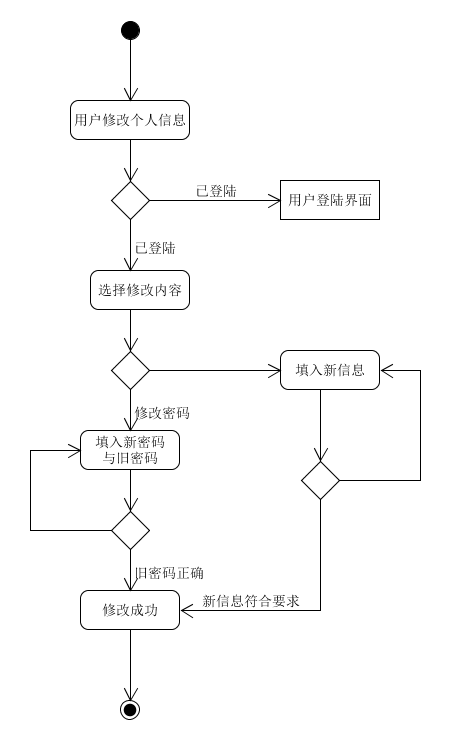 用户修改个人信息
已登陆
用户登陆界面
已登陆
选择修改内容
填入新信息
修改密码
填入新密码
与旧密码
旧密码正确
新信息符合要求
修改成功